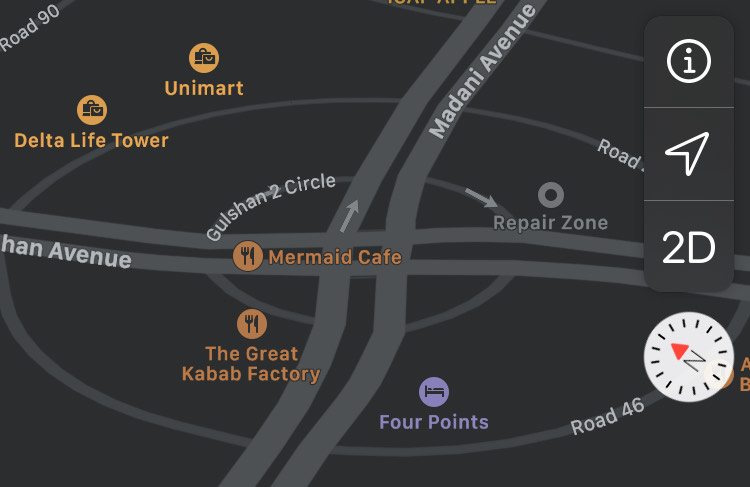 Road 90
Unimart
Delta Life Tower
Madani Avenue
Road
Gulshan 2 Circle
Repair Zone
han Avenue
Mermaid Cafe
2D
The Great
Kabab Factory
N
Four Points
Road 46
A
B